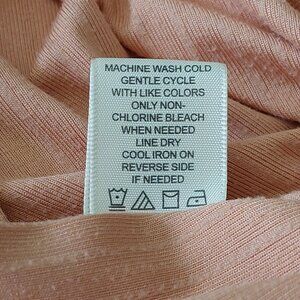 MACHINE WASH COLD
GENTLE CYCLE
WITH LIKE COLORS
ONLY NON-
CHLORINE BLEACH
WHEN NEEDED
LINE DRY
COOL IRON ON
REVERSE SIDE
IF NEEDED